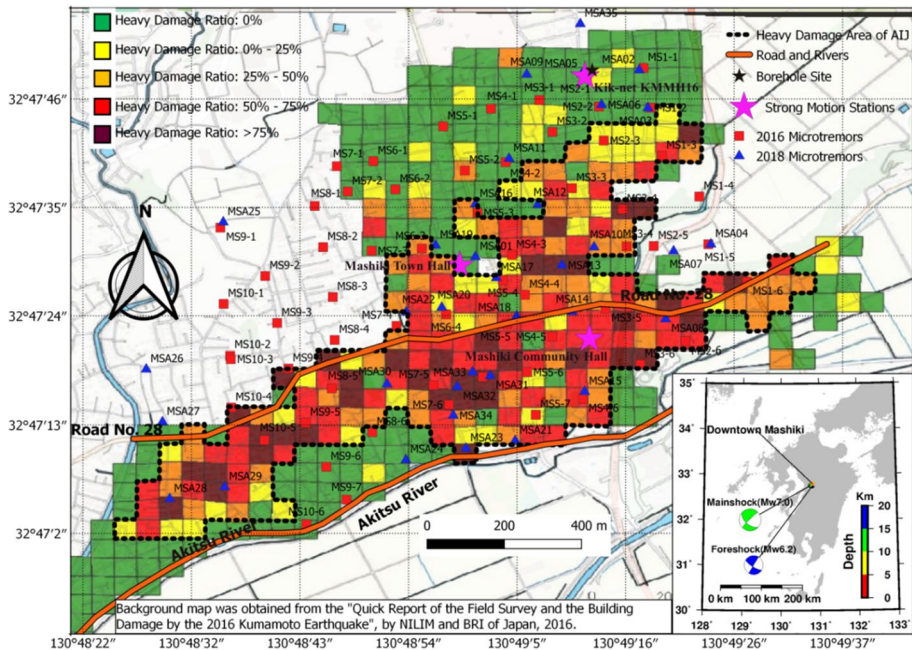 Heavy Damage Ratio: 0%
Heavy Damage Ratio: 0% - 25%
Heavy Damage Ratio: 25% - 50%
Heavy Damage Ratio: 50% - 75%
Heavy Damage Ratio: >75%
Heavy Damage Area of AIJ
Road and Rivers
Borehole Site
Strong Motion Stations
2016 Microtremors
2018 Microtremors
32°47'46"
32°47'35"
32°47'24"
32°47'13"
32°47'2"
N
MSA35
MSA09
MSA05
MSA02
MS1-1
Kik-net KMMH16
MS2-1
MS3-1
MS4-1
MS2-2
MSA06
MS5-1
MS3-2
MSA03
MS2-3
MS1-3
MSA11
MS7-1
MS6-1
MS5-2
MS4-2
MS7-2
MS6-2
MS3-3
MS1-4
MS8-1
MSA16
MSA12
MS5-3
MSA25
MS9-1
MS8-2
MS7-3
MS6-3
MSA19
MSA01
MS4-3
MSA10
MS3-4
MS2-5
MSA04
MS1-5
MSA07
Mashiki Town Hall
MSA17
MSA13
MS9-2
MS10-1
MS8-3
MSA22
MSA20
MS5-4
MS4-4
MSA18
MSA14
Road No. 28
MS1-6
MS9-3
MS7-4
MS8-4
MS6-4
MS5-5
MS4-5
MS3-5
MSA08
Mashiki Community Hall
MSA26
MS10-2
MS10-3
MS3-6
MS2-6
MS8-5
MSA30
MS7-5
MSA33
MSA31
MS5-6
MSA15
MS10-4
MSA32
MSA27
MS9-5
MS7-6
MSA34
MS5-7
MS4-6
Road No. 28
MS10-5
MS8-6
MSA23
MSA21
MS9-6
MSA24
MSA28
MSA29
MS9-7
MS10-6
Akitsu River
Akitsu River
0
200
400 m
Background map was obtained from the "Quick Report of the Field Survey and the Building
Damage by the 2016 Kumamoto Earthquake", by NILIM and BRI of Japan, 2016.
35'
34'
33'
32'
31'
30'
Downtown Mashiki
Mainshock(Mw7.0)
Foreshock(Mw6.2)
Km
20
15
10
5
0
Depth
0 km 100 km 200 km
128° 129° 130° 131° 132° 133°
130°48'22" 130°48'32" 130°48'43" 130°48'54" 130°49'5" 130°49'16" 130°49'26" 130°49'37"